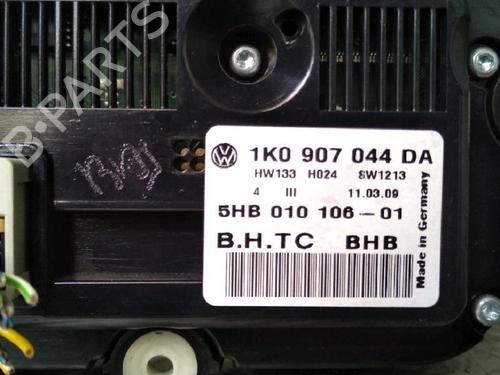 B-PARTS
1K0 907 044 DA
HW133 H024 SW1213
4 III 11.03.09
5HB 010 106-01
B.H.TC BHB
Made in Germany